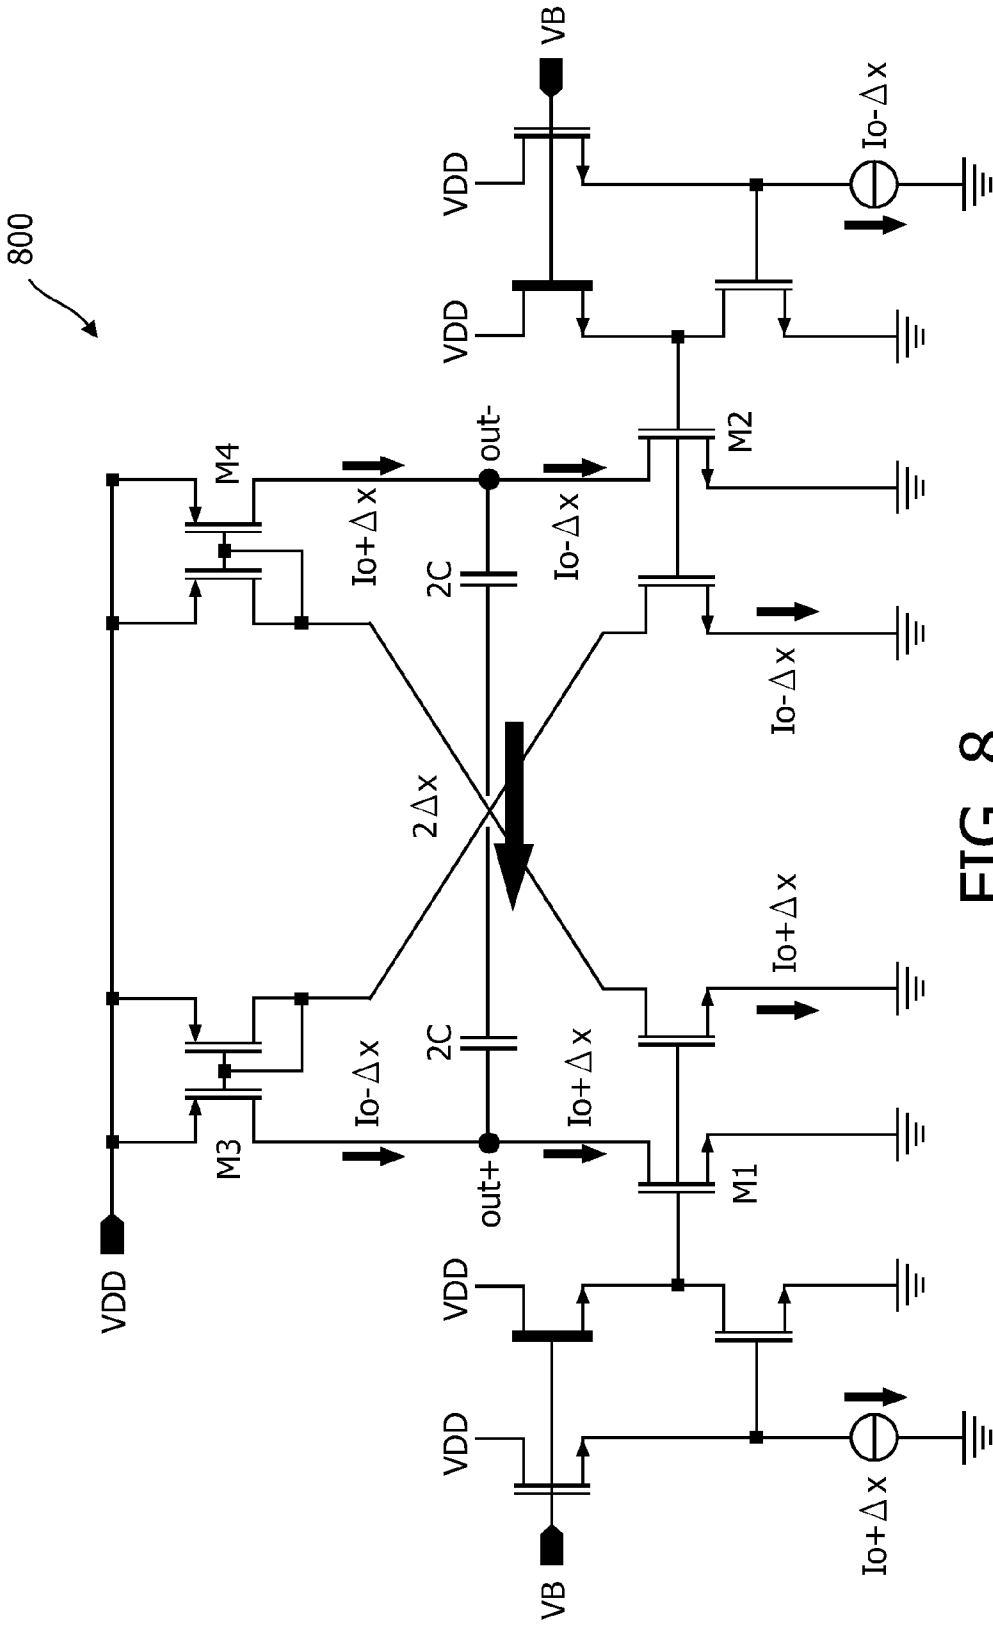 800
VDD
M3
M4
Io-Δx
Io+Δx
2Δx
2C
2C
VDD
VDD
VDD
VDD
out+
out-
VB
VB
Io+Δx
Io-Δx
M1
M2
Io+Δx
Io-Δx
Io+Δx
Io-Δx
FIG 8